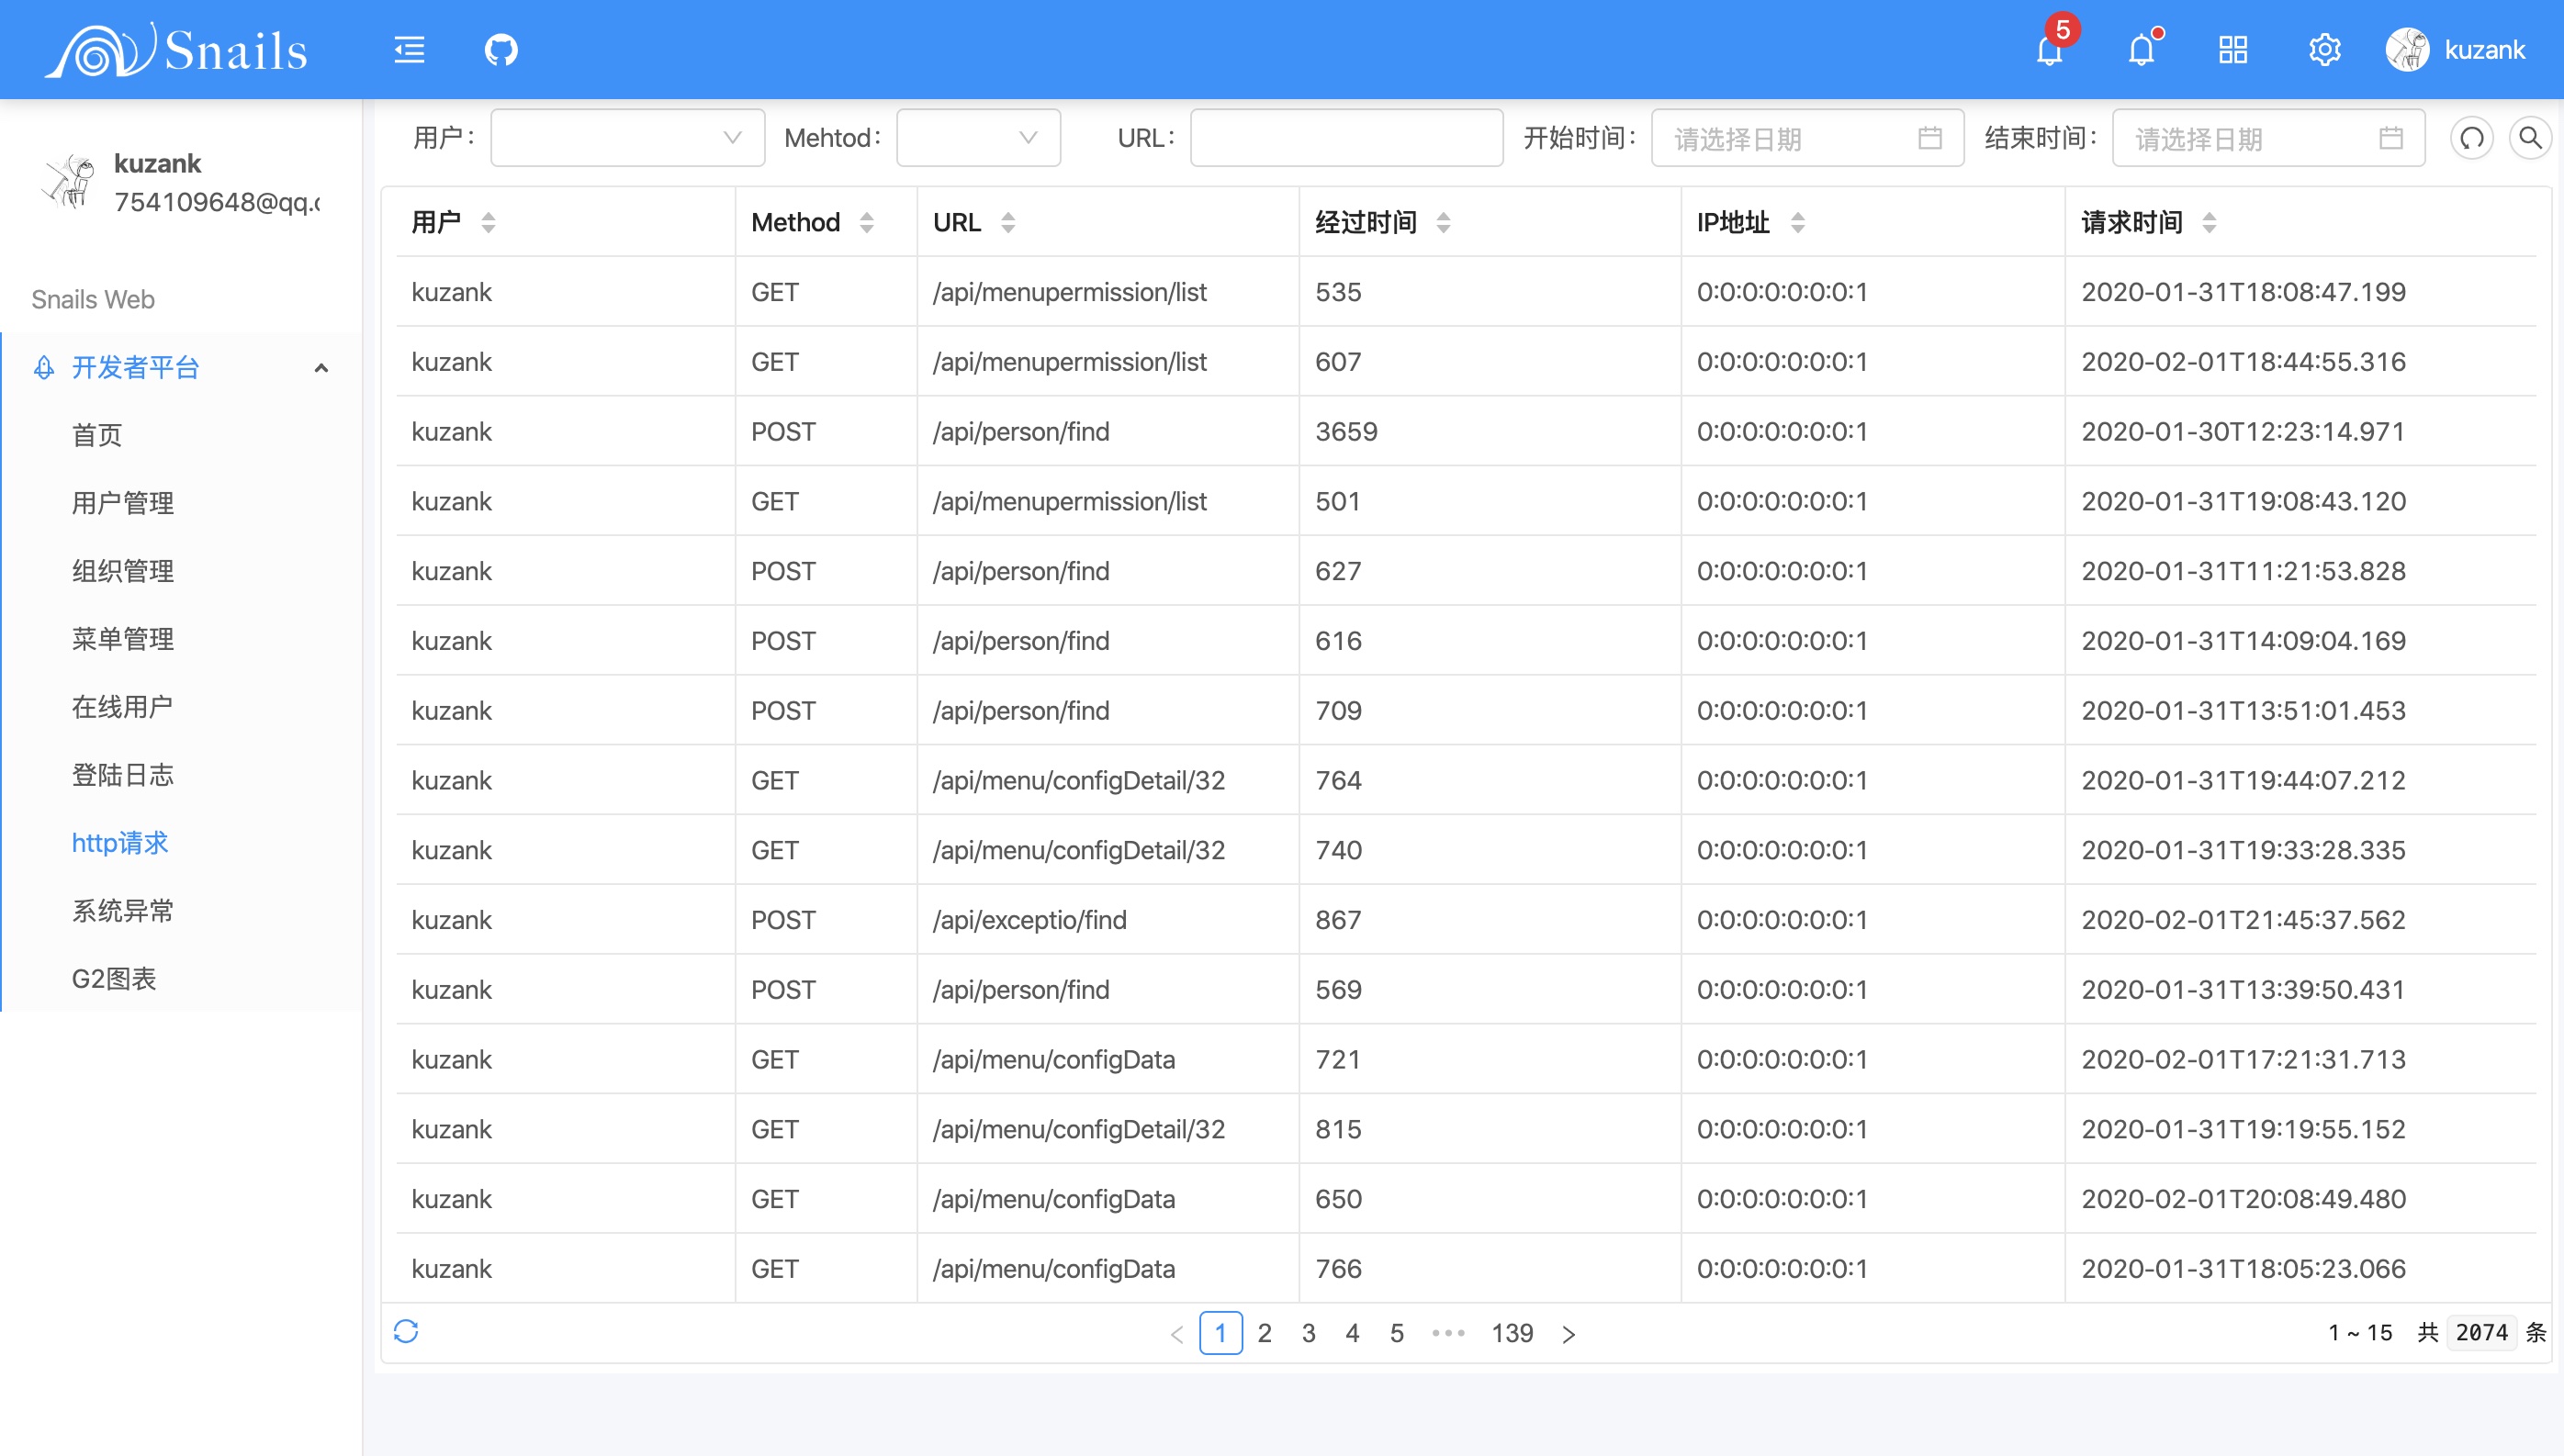 Snails
5
kuzank
用户：
Mehtod：
URL：
开始时间：
请选择日期
结束时间：
请选择日期
kuzank
754109648@qq.c
Snails Web
开发者平台
首页
用户管理
组织管理
菜单管理
在线用户
登陆日志
http请求
系统异常
G2图表
用户 Method URL 经过时间 IP地址 请求时间
kuzank GET /api/menupermission/list 535 0:0:0:0:0:0:0:1 2020-01-31T18:08:47.199
kuzank GET /api/menupermission/list 607 0:0:0:0:0:0:0:1 2020-02-01T18:44:55.316
kuzank POST /api/person/find 3659 0:0:0:0:0:0:0:1 2020-01-30T12:23:14.971
kuzank GET /api/menupermission/list 501 0:0:0:0:0:0:0:1 2020-01-31T19:08:43.120
kuzank POST /api/person/find 627 0:0:0:0:0:0:0:1 2020-01-31T11:21:53.828
kuzank POST /api/person/find 616 0:0:0:0:0:0:0:1 2020-01-31T14:09:04.169
kuzank POST /api/person/find 709 0:0:0:0:0:0:0:1 2020-01-31T13:51:01.453
kuzank GET /api/menu/configDetail/32 764 0:0:0:0:0:0:0:1 2020-01-31T19:44:07.212
kuzank GET /api/menu/configDetail/32 740 0:0:0:0:0:0:0:1 2020-01-31T19:33:28.335
kuzank POST /api/exceptio/find 867 0:0:0:0:0:0:0:1 2020-02-01T21:45:37.562
kuzank POST /api/person/find 569 0:0:0:0:0:0:0:1 2020-01-31T13:39:50.431
kuzank GET /api/menu/configData 721 0:0:0:0:0:0:0:1 2020-02-01T17:21:31.713
kuzank GET /api/menu/configDetail/32 815 0:0:0:0:0:0:0:1 2020-01-31T19:19:55.152
kuzank GET /api/menu/configData 650 0:0:0:0:0:0:0:1 2020-02-01T20:08:49.480
kuzank GET /api/menu/configData 766 0:0:0:0:0:0:0:1 2020-01-31T18:05:23.066
< 1 2 3 4 5 ••• 139 >
1 ~ 15 共 2074 条